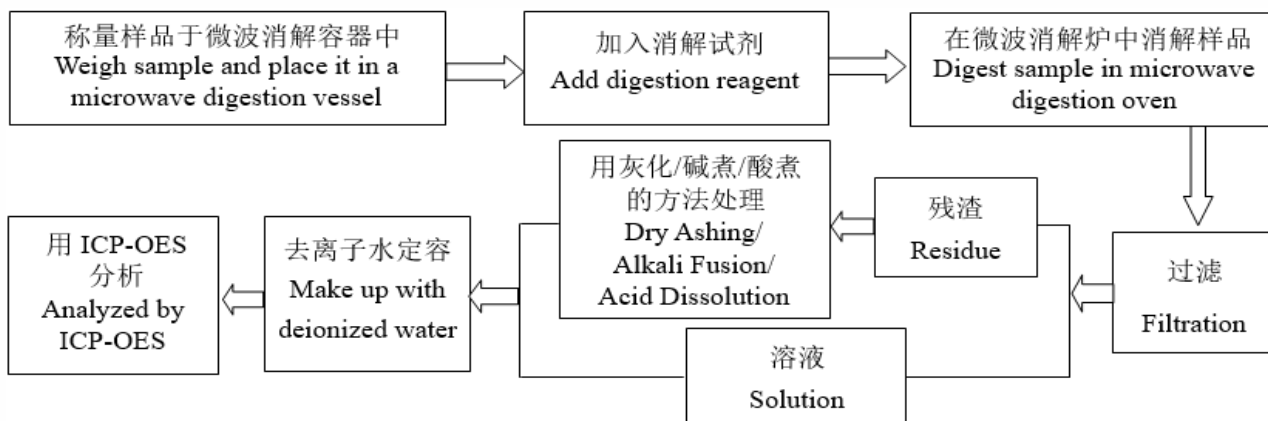 称量样品于微波消解容器中
Weigh sample and place it in a
microwave digestion vessel
加入消解试剂
Add digestion reagent
在微波消解炉中消解样品
Digest sample in microwave
digestion oven
过滤
Filtration
残渣
Residue
用灰化/碱煮/酸煮
的方法处理
Dry Ashing/
Alkali Fusion/
Acid Dissolution
溶液
Solution
去离子水定容
Make up with
deionized water
用 ICP-OES
分析
Analyzed by
ICP-OES